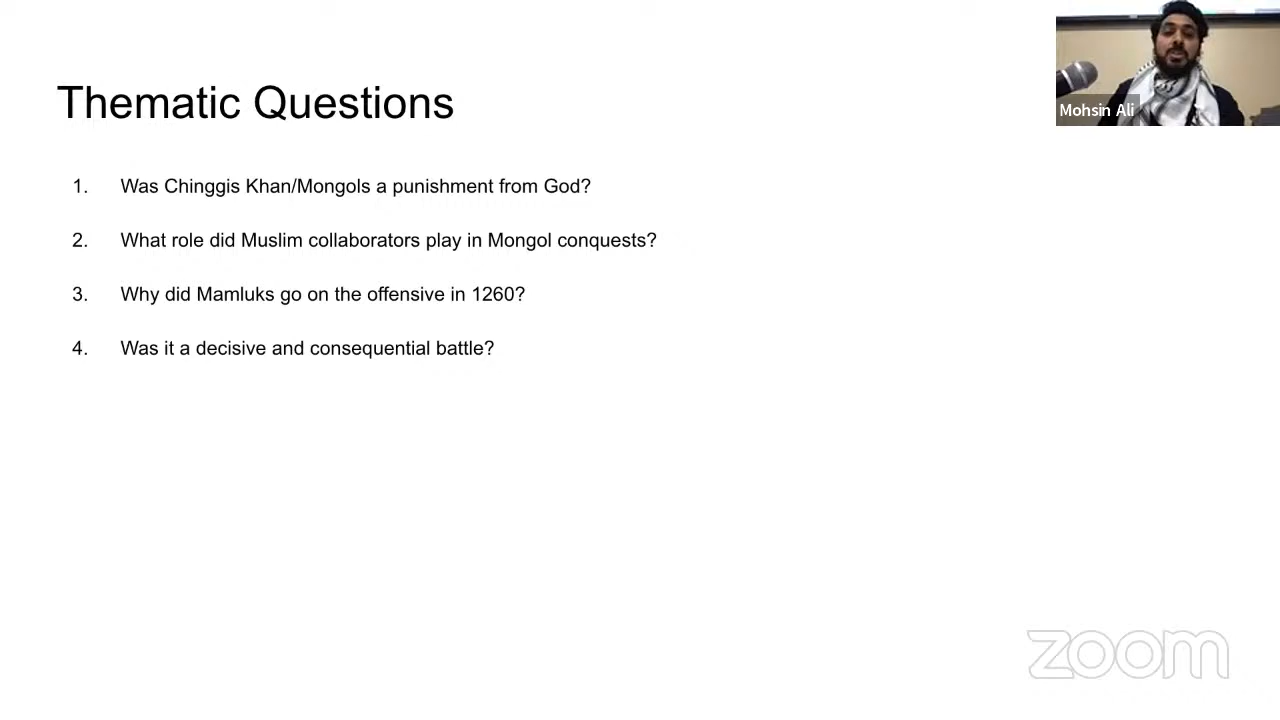 Thematic Questions
Mohsin Ali
1. Was Chinggis Khan/Mongols a punishment from God?
2. What role did Muslim collaborators play in Mongol conquests?
3. Why did Mamluks go on the offensive in 1260?
4. Was it a decisive and consequential battle?
zoom